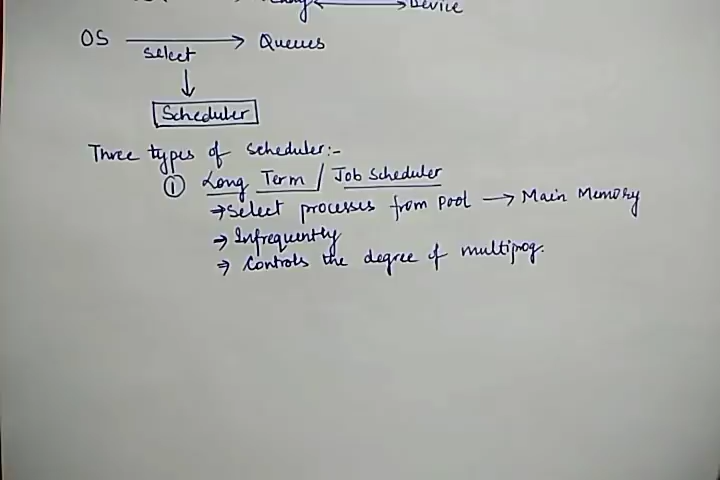 Device
OS select → Queues
↓
Scheduler
Three types of scheduler:-
① Long Term / Job Scheduler
→ Select processes from pool → Main Memory
→ Infrequently
→ Controls the degree of multiprog.